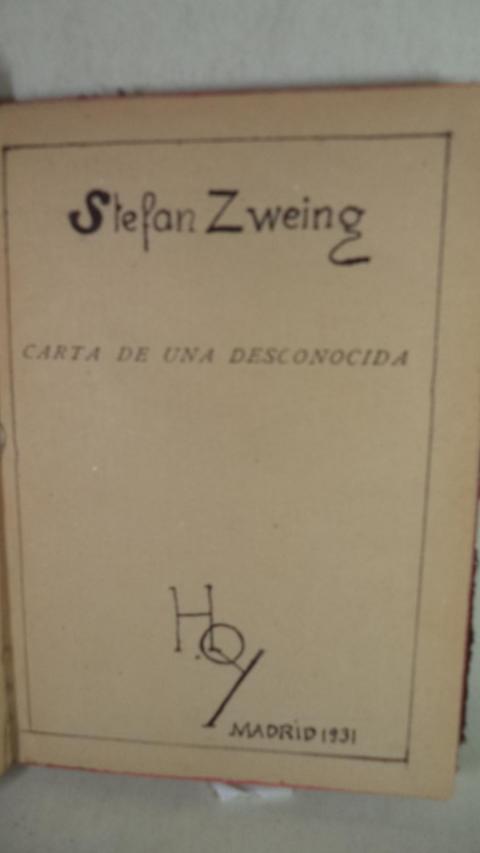 Stefan Zweing
CARTA DE UNA DESCONOCIDA
HOY
MADRID 1931